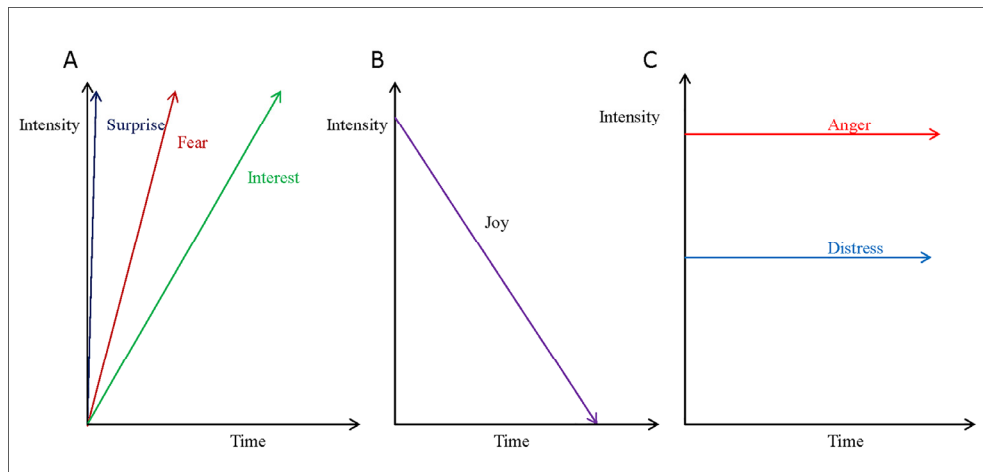 A
Intensity
Surprise
Fear
Interest
Time
B
Intensity
Joy
Time
C
Intensity
Anger
Distress
Time